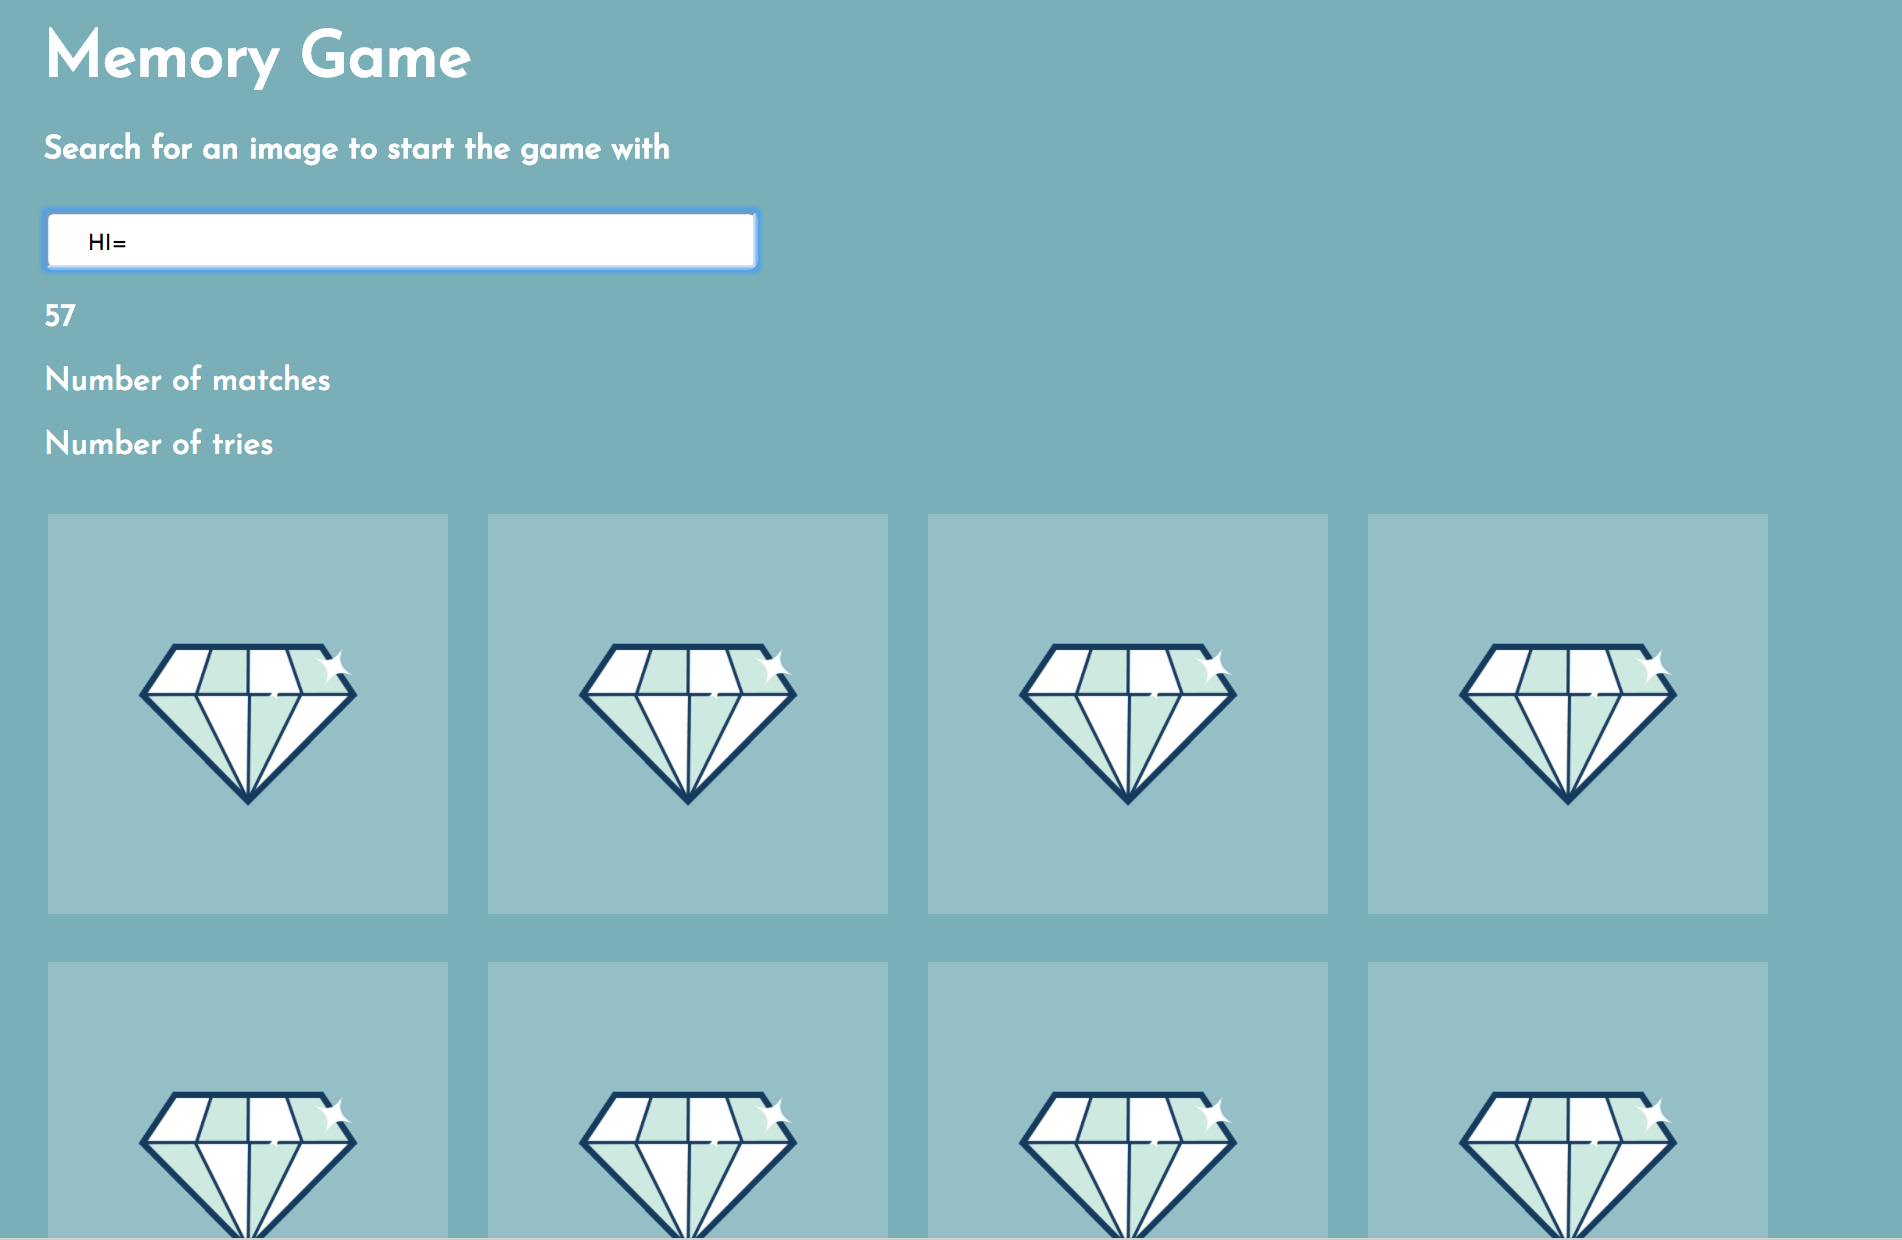 Memory Game
Search for an image to start the game with
HI=
57
Number of matches
Number of tries